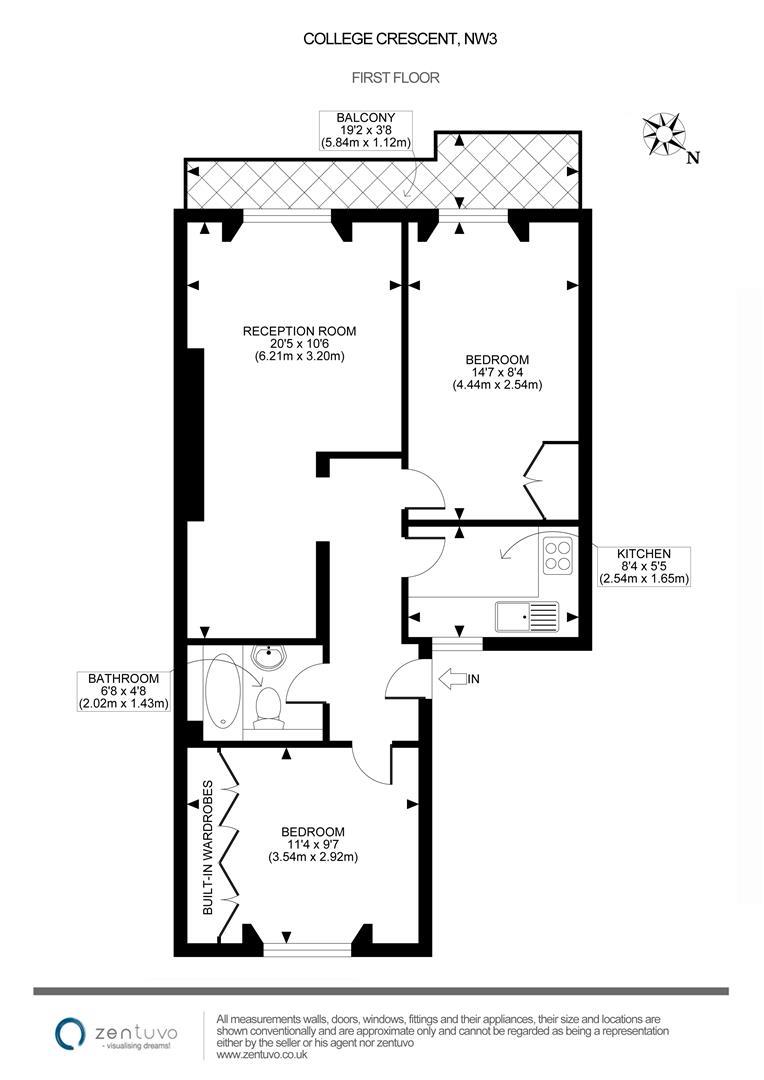 COLLEGE CRESCENT, NW3
FIRST FLOOR
BALCONY
19'2 x 3'8
(5.84m x 1.12m)
N
RECEPTION ROOM
20'5 x 10'6
(6.21m x 3.20m)
BEDROOM
14'7 x 8'4
(4.44m x 2.54m)
KITCHEN
8'4 x 5'5
(2.54m x 1.65m)
BATHROOM
6'8 x 4'8
(2.02m x 1.43m)
IN
BUILT-IN WARDROBES
BEDROOM
11'4 x 9'7
(3.54m x 2.92m)
zentuvo
- visualising dreams!
All measurements walls, doors, windows, fittings and their appliances, their size and locations are
shown conventionally and are approximate only and cannot be regarded as being a representation
either by the seller or his agent nor zentuvo
www.zentuvo.co.uk